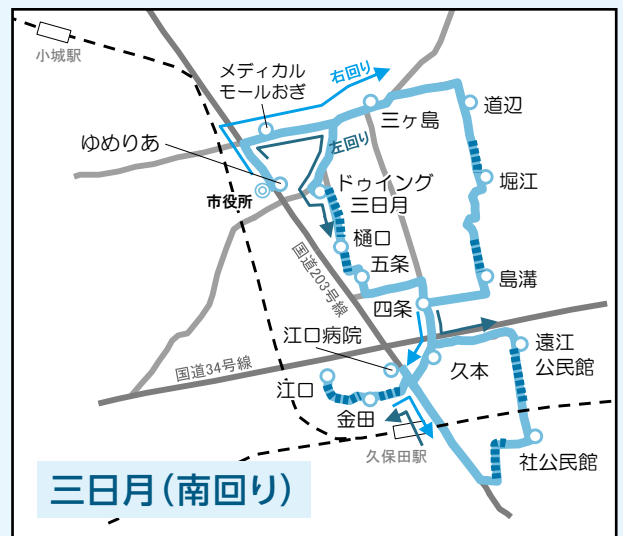 小城駅
メディカル
モールおぎ
右回り
三ヶ島
道辺
ゆめりあ
左回り
市役所
ドゥイング
三日月
堀江
樋口
国道203号線
五条
島溝
四条
江口病院
国道34号線
久本
遠江
公民館
江口
金田
久保田駅
社公民館
三日月(南回り)